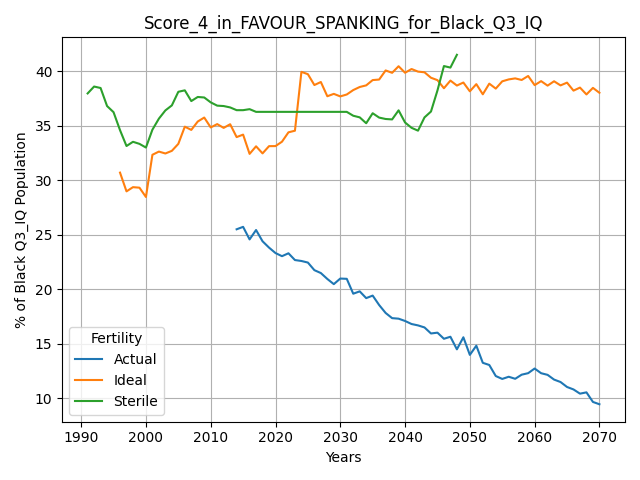 Score_4_in_FAVOUR_SPANKING_for_Black_Q3_IQ
% of Black Q3_IQ Population
40
35
30
25
20
15
10
Fertility
Actual
Ideal
Sterile
1990 2000 2010 2020 2030 2040 2050 2060 2070
Years